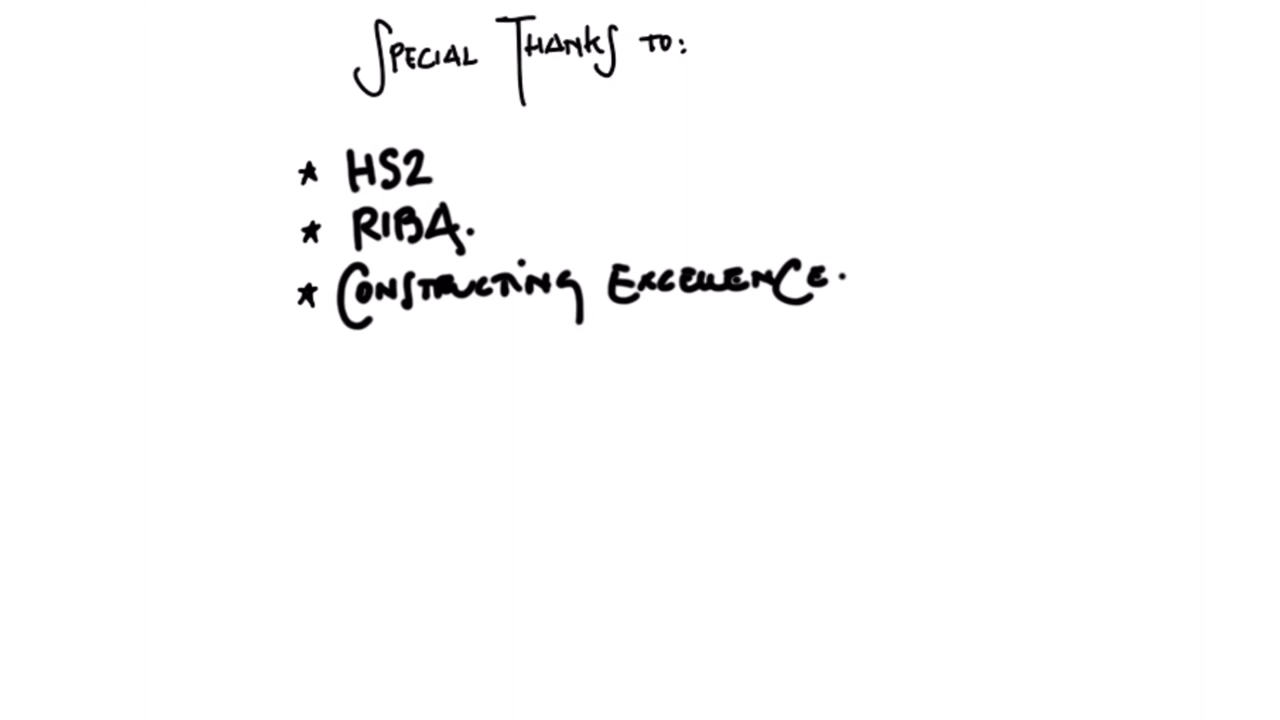 SPECIAL THANKS TO:
* HS2
* RIBA.
* CONSTRUCTING EXCELLENCE.